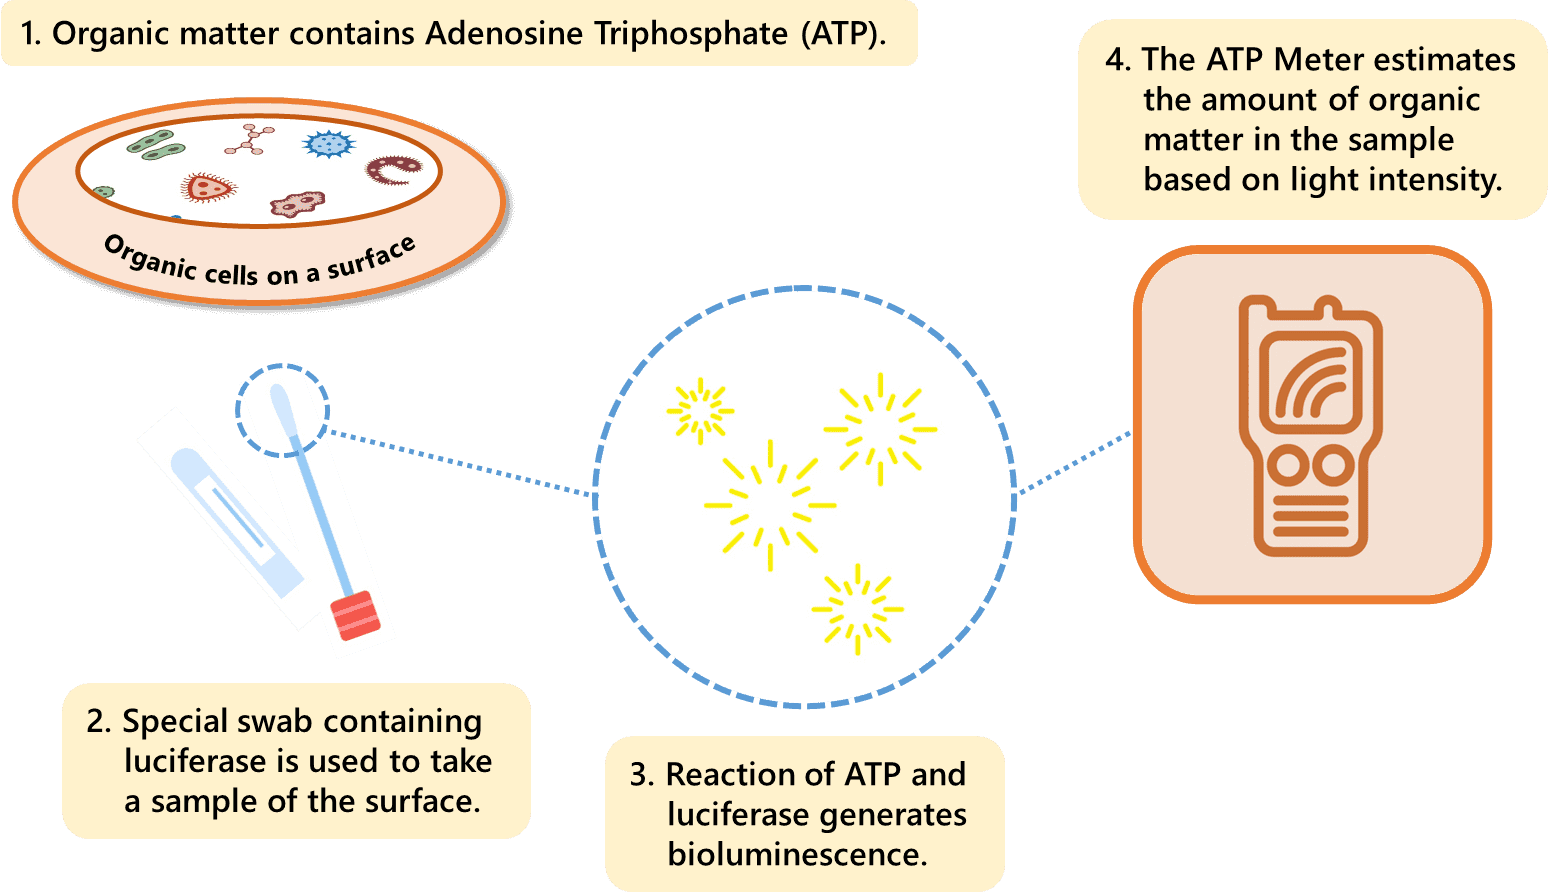 1. Organic matter contains Adenosine Triphosphate (ATP).
Organic cells on a surface
2. Special swab containing
luciferase is used to take
a sample of the surface.
3. Reaction of ATP and
luciferase generates
bioluminescence.
4. The ATP Meter estimates
the amount of organic
matter in the sample
based on light intensity.